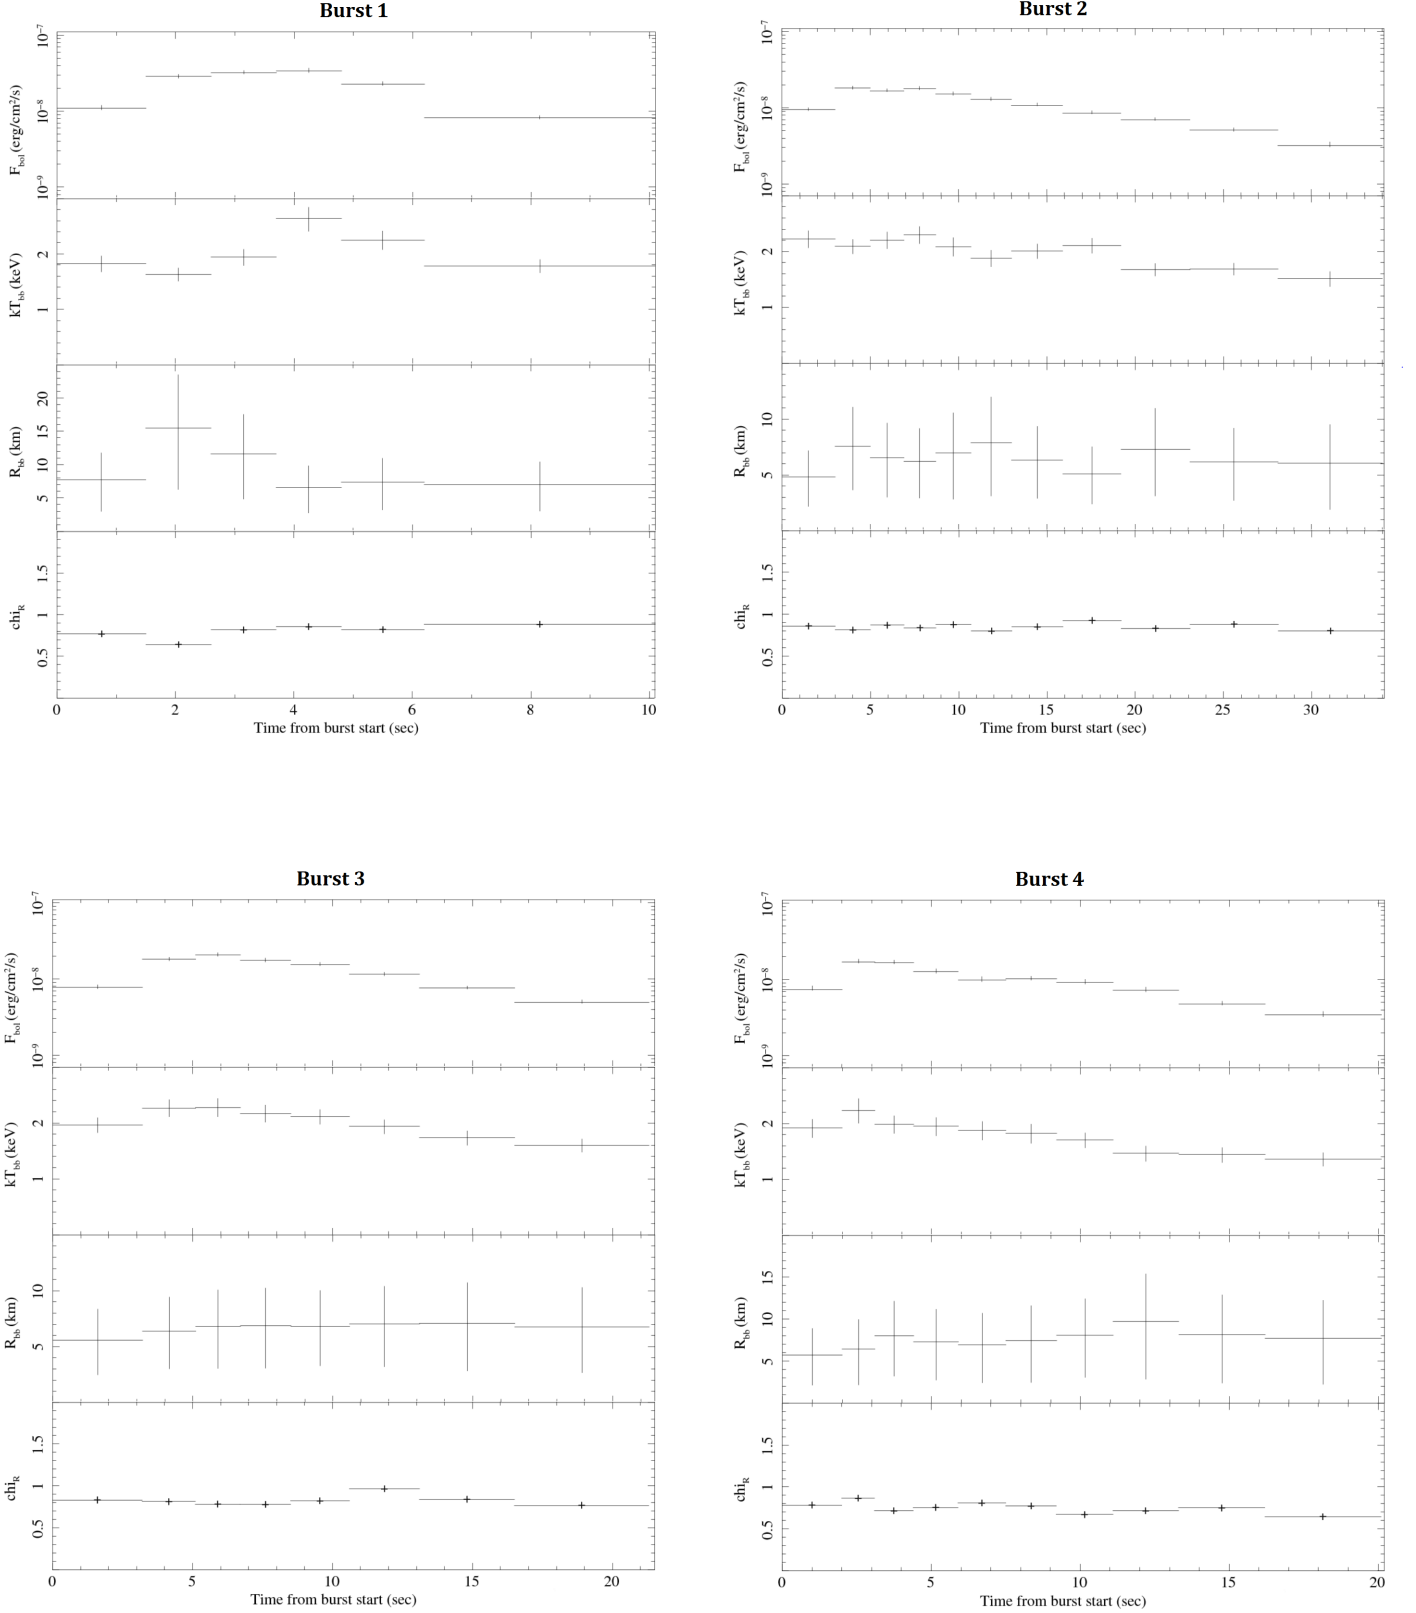 Burst 1
F_bol (erg/cm²/s)
10⁻⁹ 10⁻⁸ 10⁻⁷
kT_bb (keV)
1 2
R_bb (km)
5 10 15 20
chi_R
0.5 1 1.5
0 2 4 6 8 10
Time from burst start (sec)
Burst 2
F_bol (erg/cm²/s)
10⁻⁹ 10⁻⁸ 10⁻⁷
kT_bb (keV)
1 2
R_bb (km)
5 10
chi_R
0.5 1 1.5
0 5 10 15 20 25 30
Time from burst start (sec)
Burst 3
F_bol (erg/cm²/s)
10⁻⁹ 10⁻⁸ 10⁻⁷
kT_bb (keV)
1 2
R_bb (km)
5 10
chi_R
0.5 1 1.5
0 5 10 15 20
Time from burst start (sec)
Burst 4
F_bol (erg/cm²/s)
10⁻⁹ 10⁻⁸ 10⁻⁷
kT_bb (keV)
1 2
R_bb (km)
5 10 15
chi_R
0.5 1 1.5
0 5 10 15 20
Time from burst start (sec)